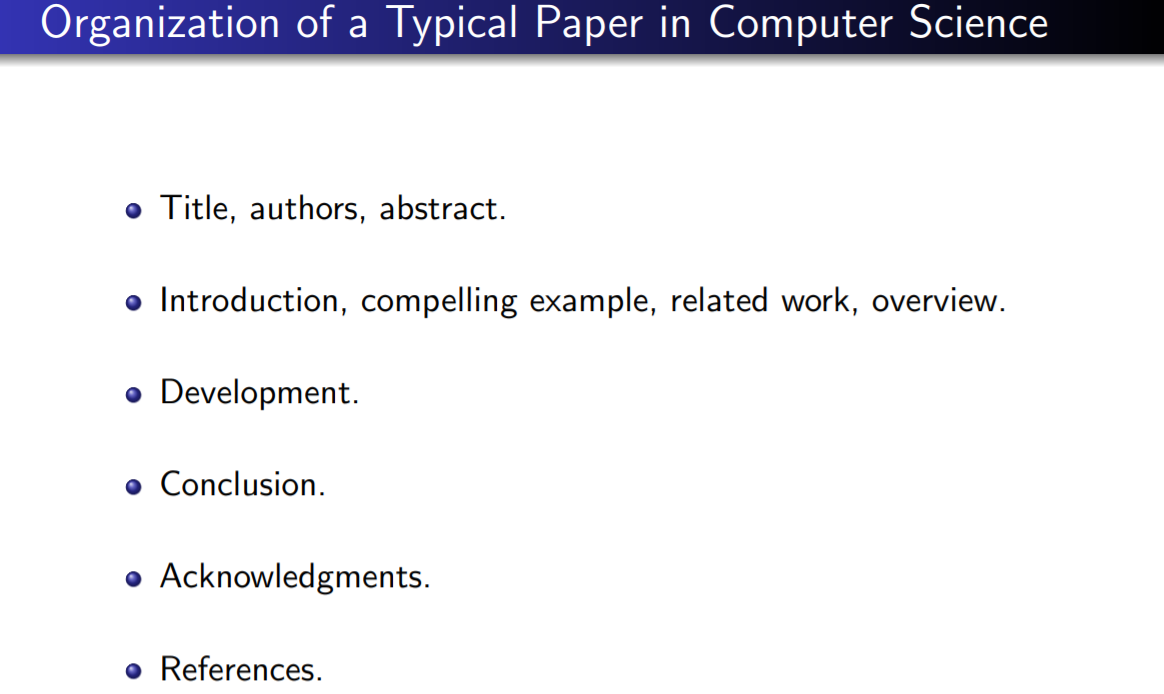 Organization of a Typical Paper in Computer Science
Title, authors, abstract.
Introduction, compelling example, related work, overview.
Development.
Conclusion.
Acknowledgments.
References.